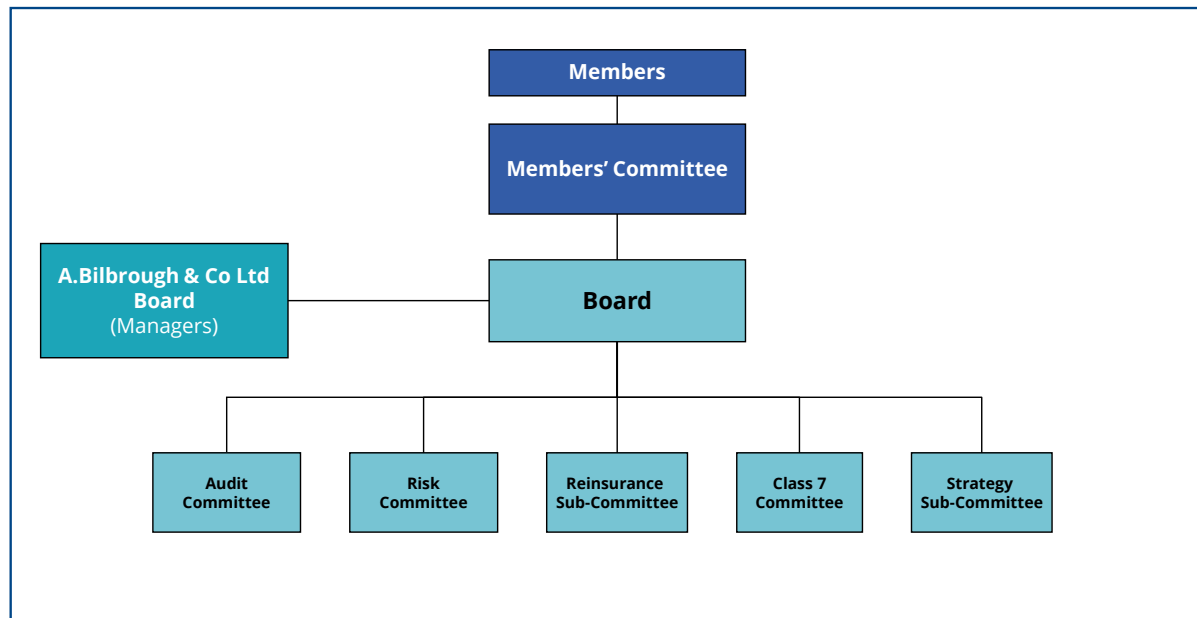 Members
Members’ Committee
A.Bilbrough & Co Ltd
Board
(Managers)
Board
Audit
Committee
Risk
Committee
Reinsurance
Sub-Committee
Class 7
Committee
Strategy
Sub-Committee